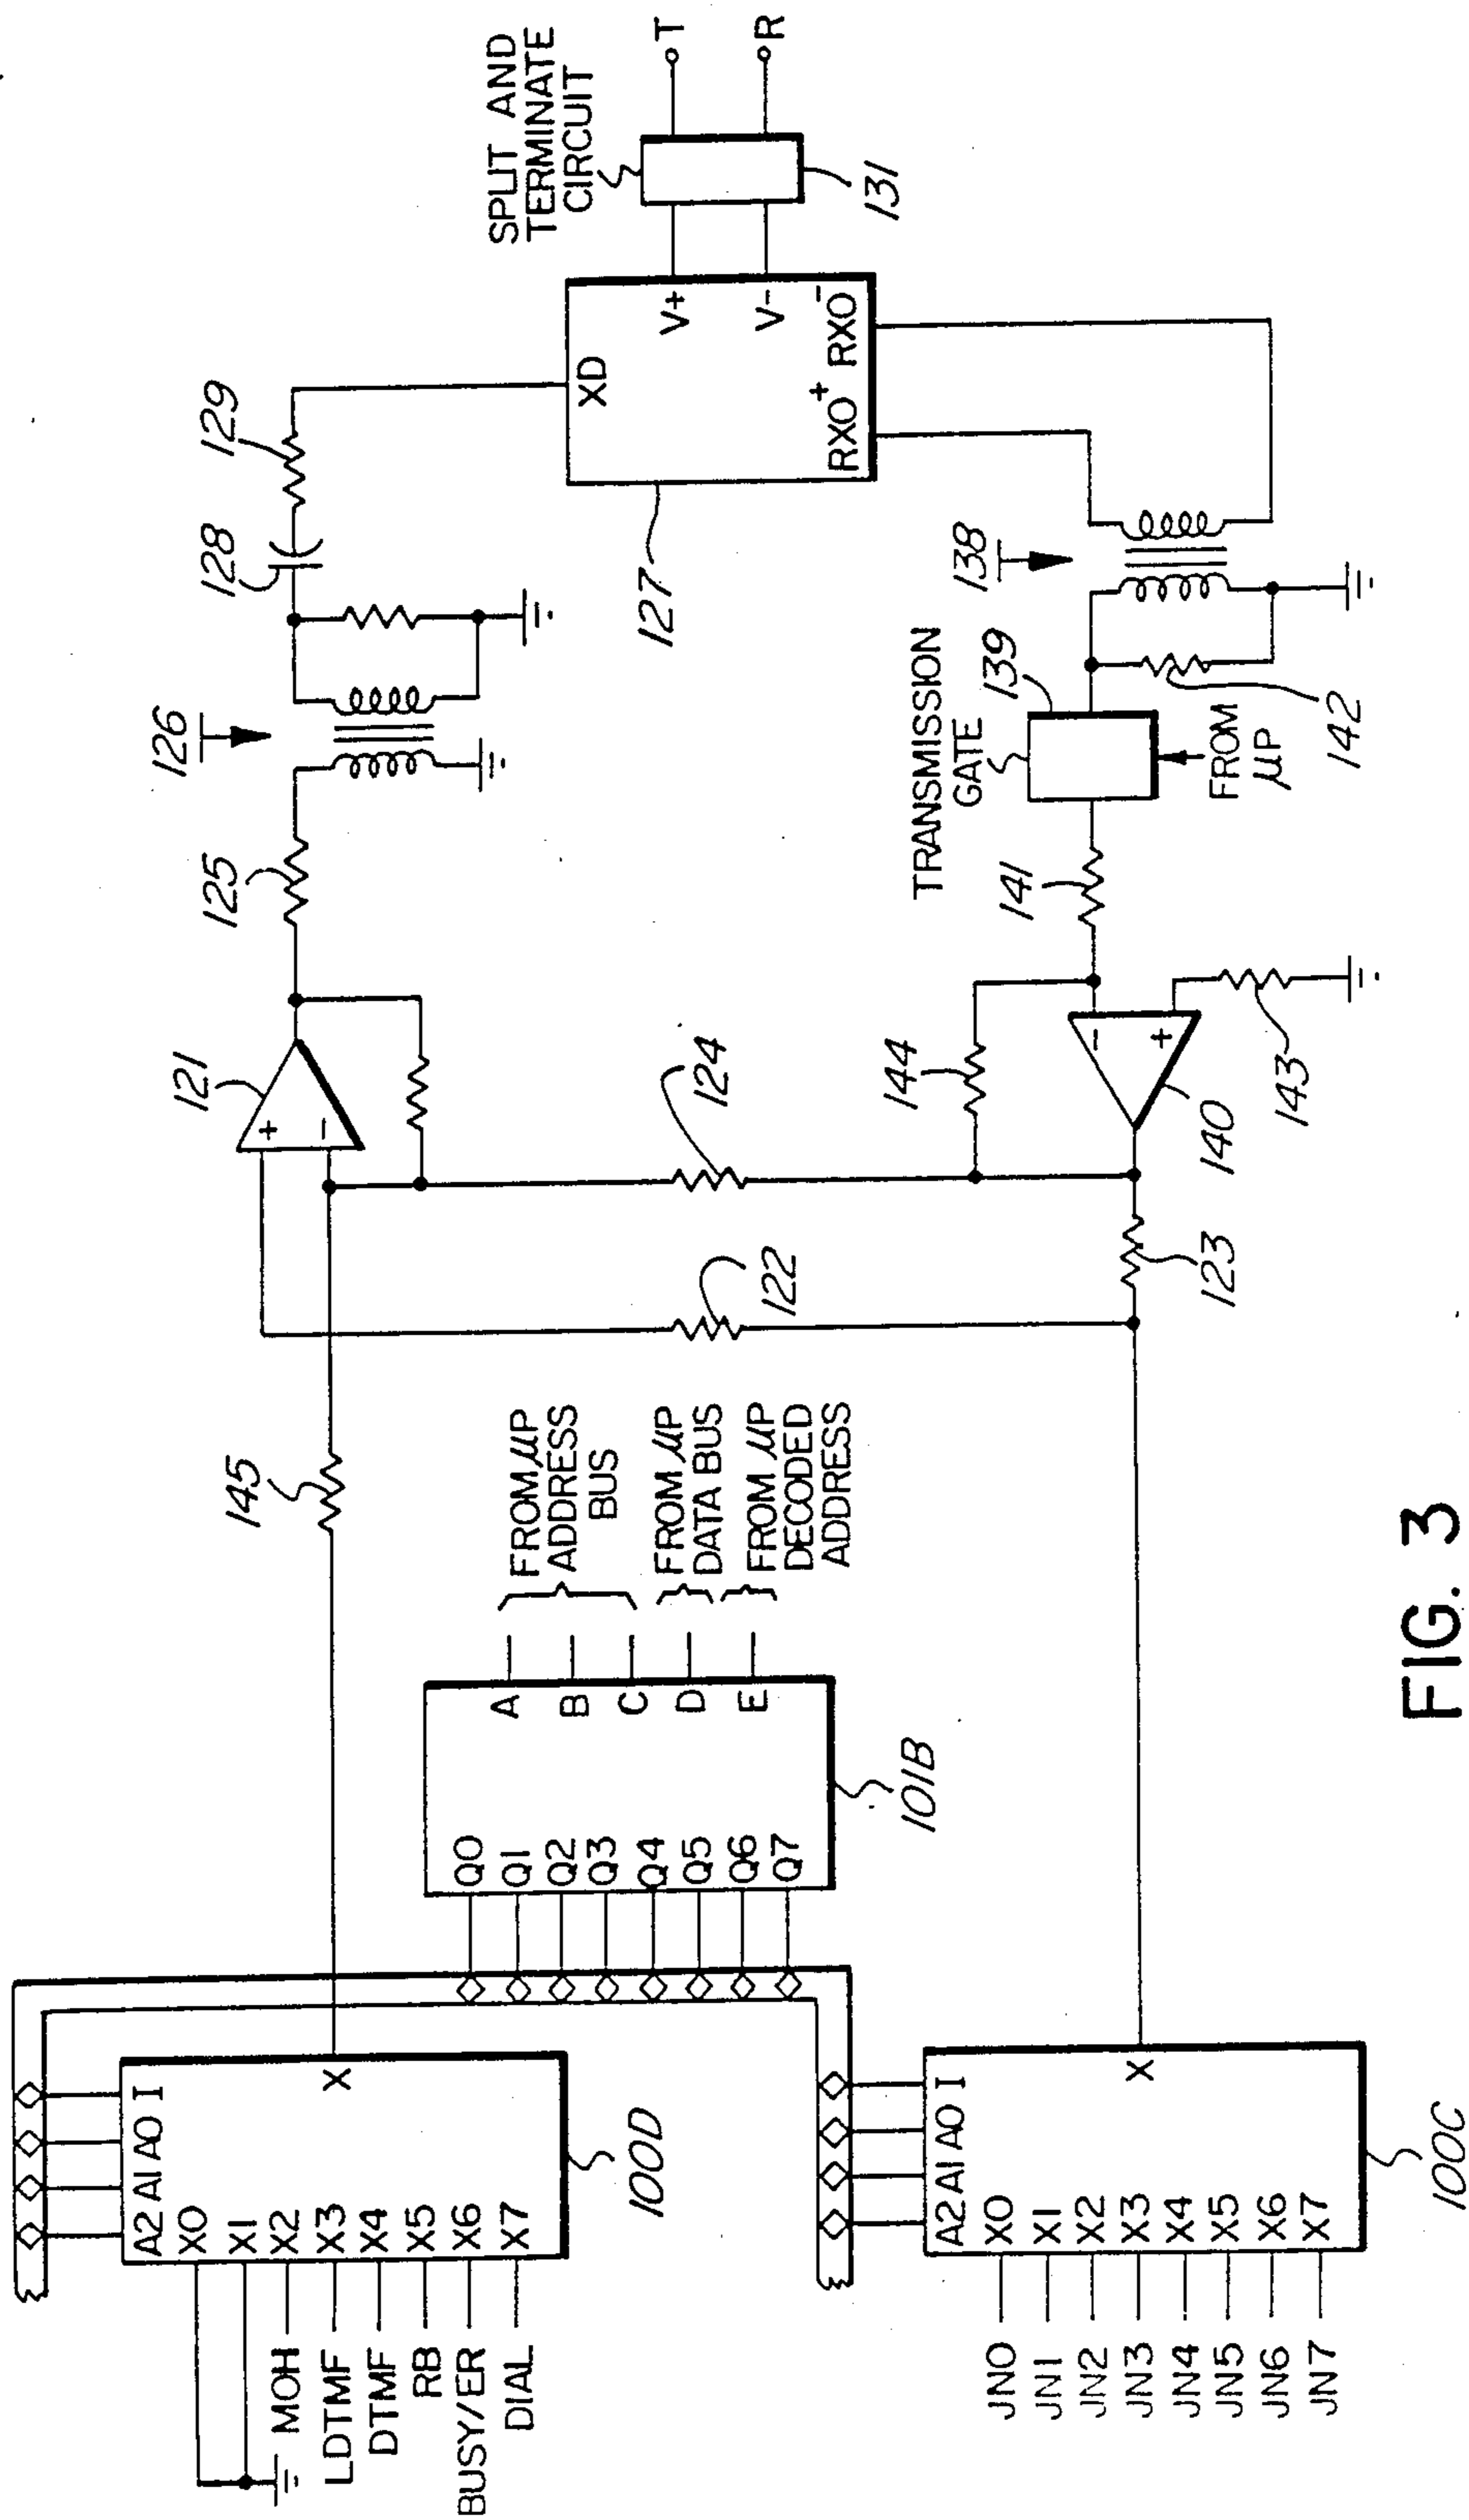 SPLIT AND
TERMINATE
CIRCUIT
T
R
131
V+
V-
XD
RXO+ RXO-
127
129
128
126
125
121
+
-
138
TRANSMISSION
GATE
139
FROM
μP
142
141
144
-
+
140
143
124
122
123
145
FROM μP
ADDRESS
BUS
FROM μP
DATA BUS
FROM μP
DECODED
ADDRESS
A
B
C
D
E
Q0
Q1
Q2
Q3
Q4
Q5
Q6
Q7
101B
A2 A1 A0 I
X0
X1
X2
X3
X4
X5
X6
X7
X
100D
MOH
LDTMF
DTMF
RB
BUSY/ER
DIAL
A2 A1 A0 I
X0
X1
X2
X3
X4
X5
X6
X7
X
100C
JN0
JN1
JN2
JN3
JN4
JN5
JN6
JN7
FIG. 3